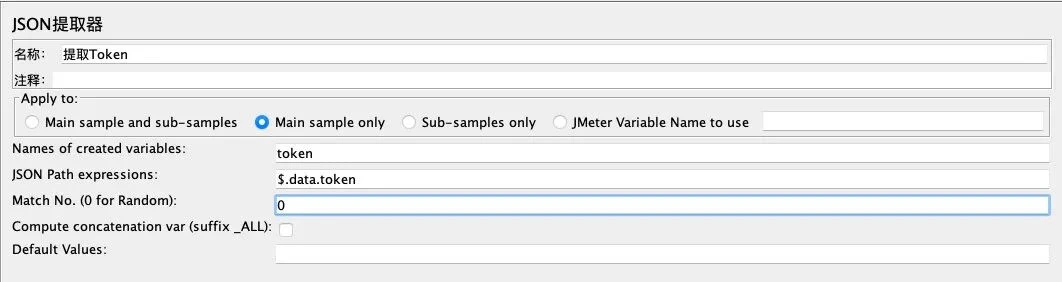 JSON提取器
名称： 提取Token
注释：
Apply to:
Main sample and sub-samples Main sample only Sub-samples only JMeter Variable Name to use
Names of created variables: token
JSON Path expressions: $.data.token
Match No. (0 for Random): 0
Compute concatenation var (suffix _ALL):
Default Values: